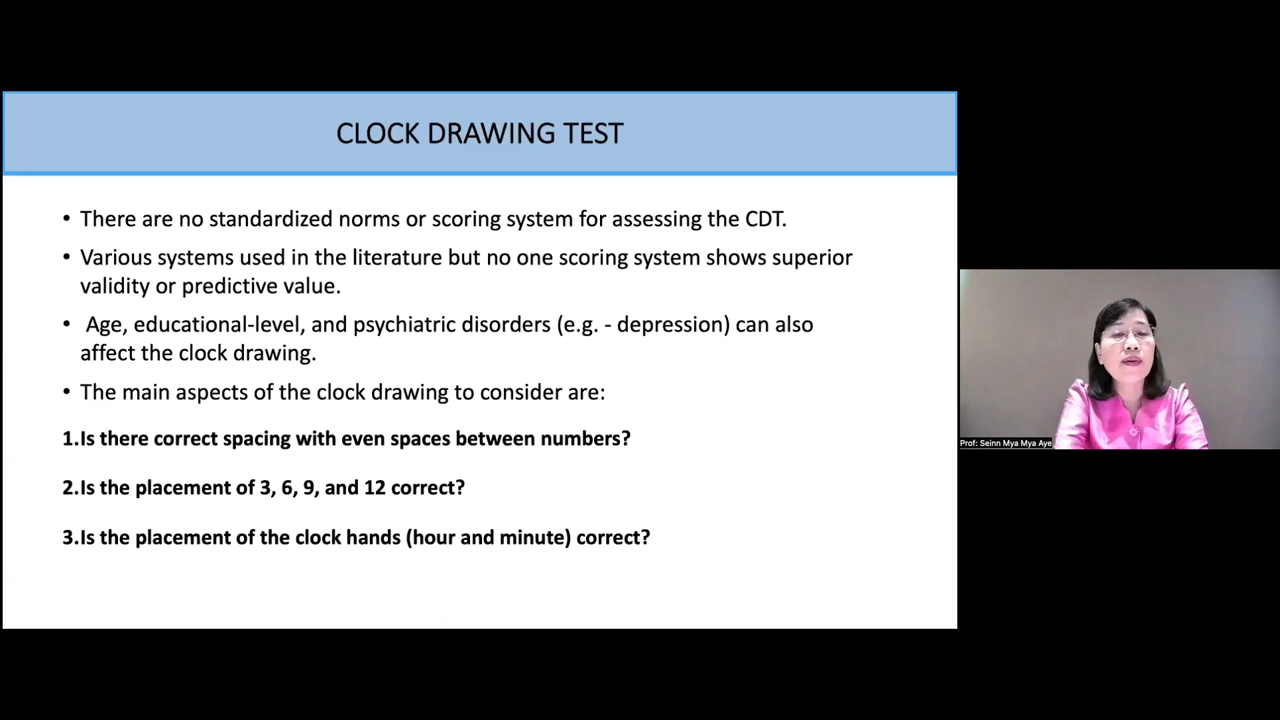 CLOCK DRAWING TEST
• There are no standardized norms or scoring system for assessing the CDT.
• Various systems used in the literature but no one scoring system shows superior
validity or predictive value.
• Age, educational-level, and psychiatric disorders (e.g. - depression) can also
affect the clock drawing.
• The main aspects of the clock drawing to consider are:
1.Is there correct spacing with even spaces between numbers?
2.Is the placement of 3, 6, 9, and 12 correct?
3.Is the placement of the clock hands (hour and minute) correct?
Prof: Seinn Mya Mya Aye